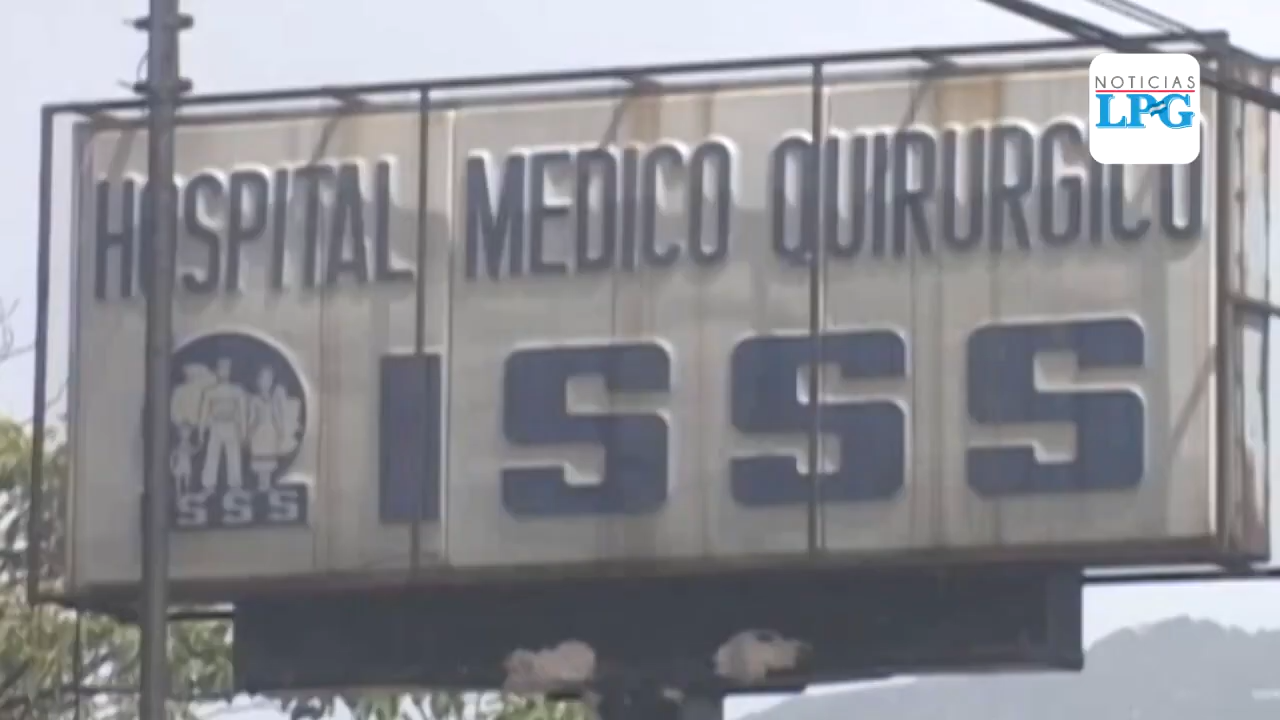 NOTICIAS
LPG
HOSPITAL MEDICO QUIRURGICO
ISSS
ISSS